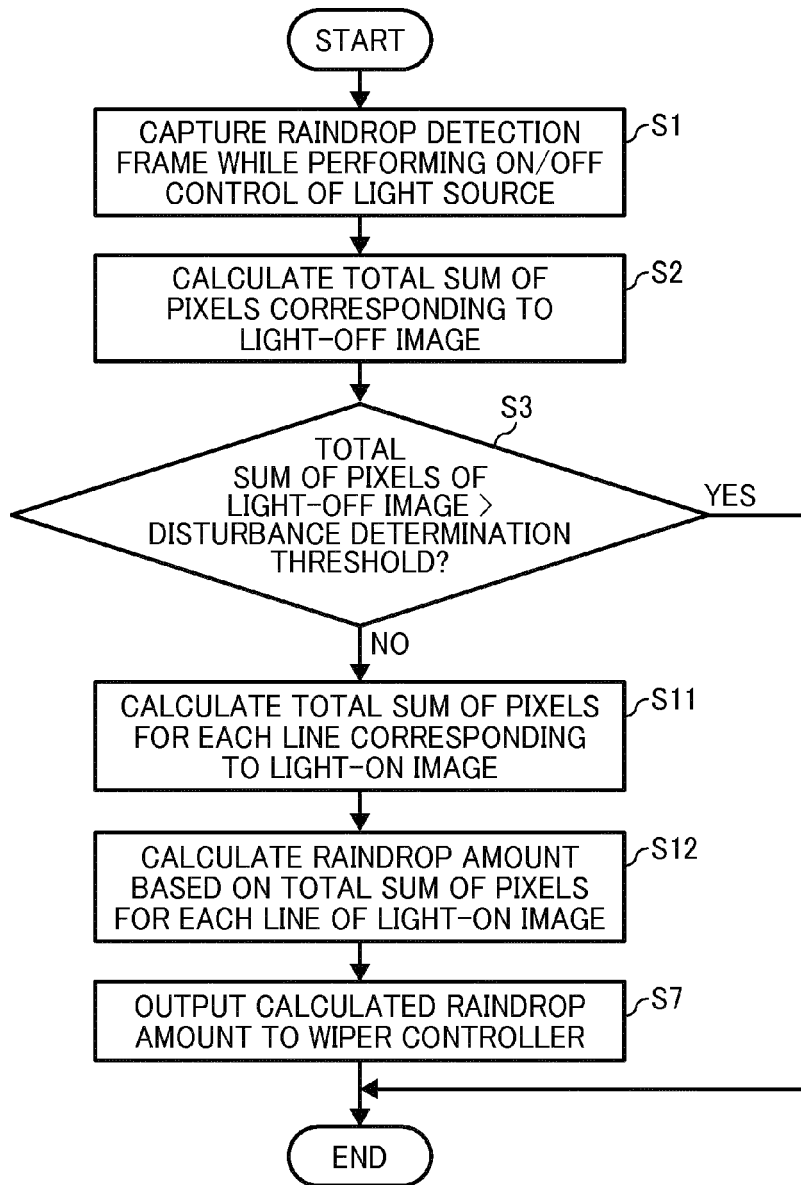 START
CAPTURE RAINDROP DETECTION
FRAME WHILE PERFORMING ON/OFF
CONTROL OF LIGHT SOURCE
S1
CALCULATE TOTAL SUM OF
PIXELS CORRESPONDING TO
LIGHT-OFF IMAGE
S2
TOTAL
SUM OF PIXELS OF
LIGHT-OFF IMAGE >
DISTURBANCE DETERMINATION
THRESHOLD?
S3
YES
NO
CALCULATE TOTAL SUM OF PIXELS
FOR EACH LINE CORRESPONDING
TO LIGHT-ON IMAGE
S11
CALCULATE RAINDROP AMOUNT
BASED ON TOTAL SUM OF PIXELS
FOR EACH LINE OF LIGHT-ON IMAGE
S12
OUTPUT CALCULATED RAINDROP
AMOUNT TO WIPER CONTROLLER
S7
END